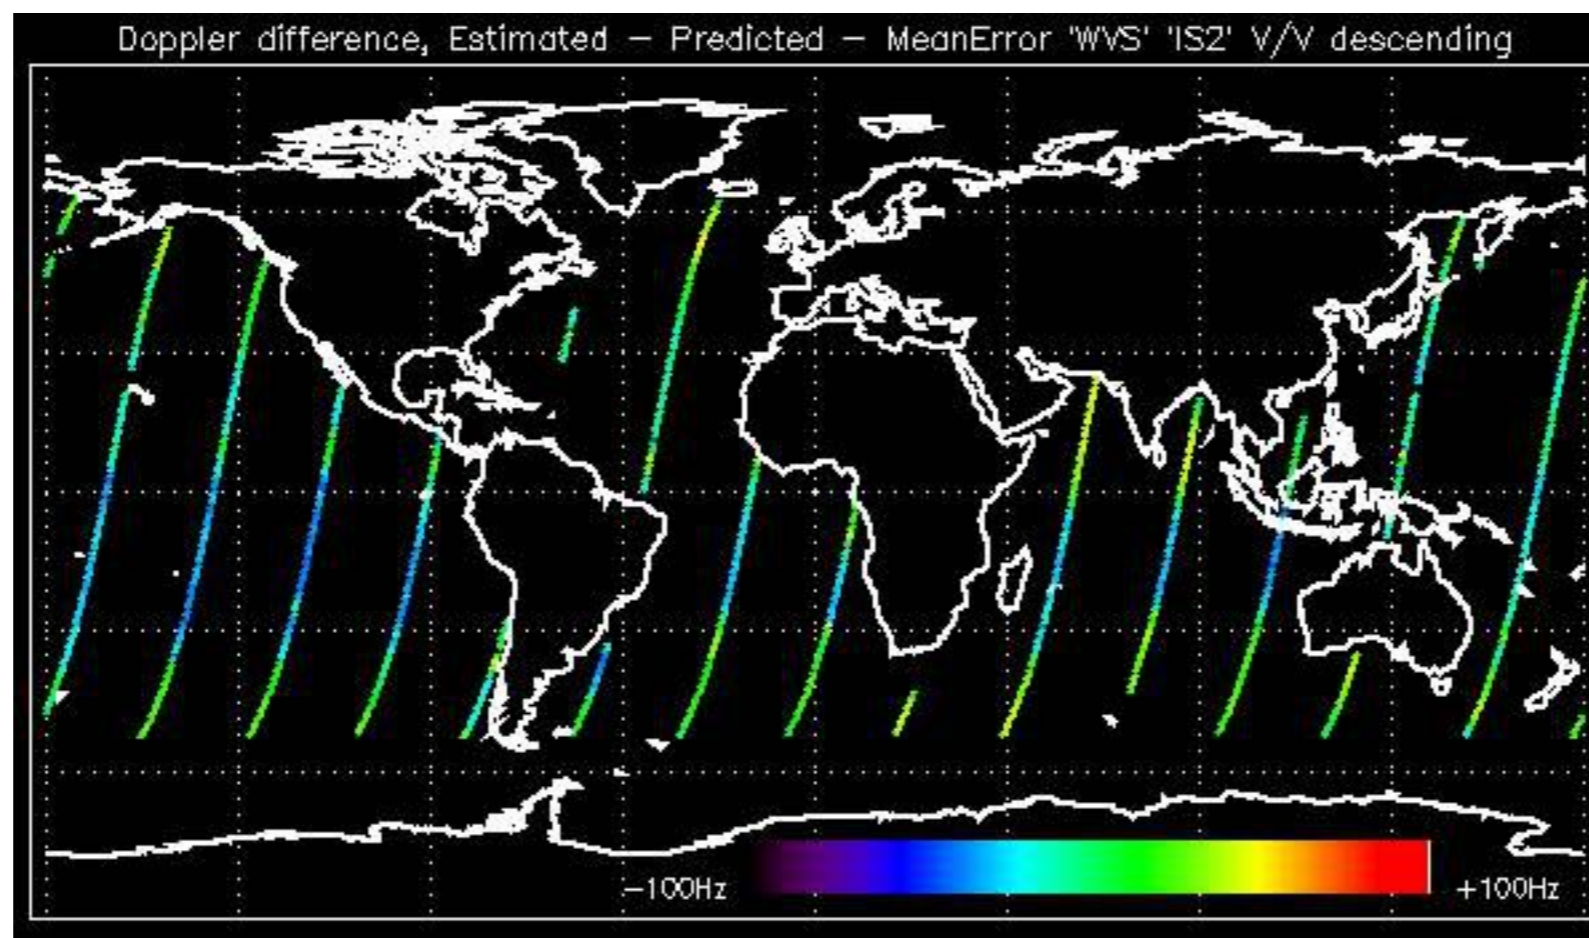 Doppler difference, Estimated — Predicted — MeanError 'WVS' 'IS2' V/V descending
−100Hz
+100Hz